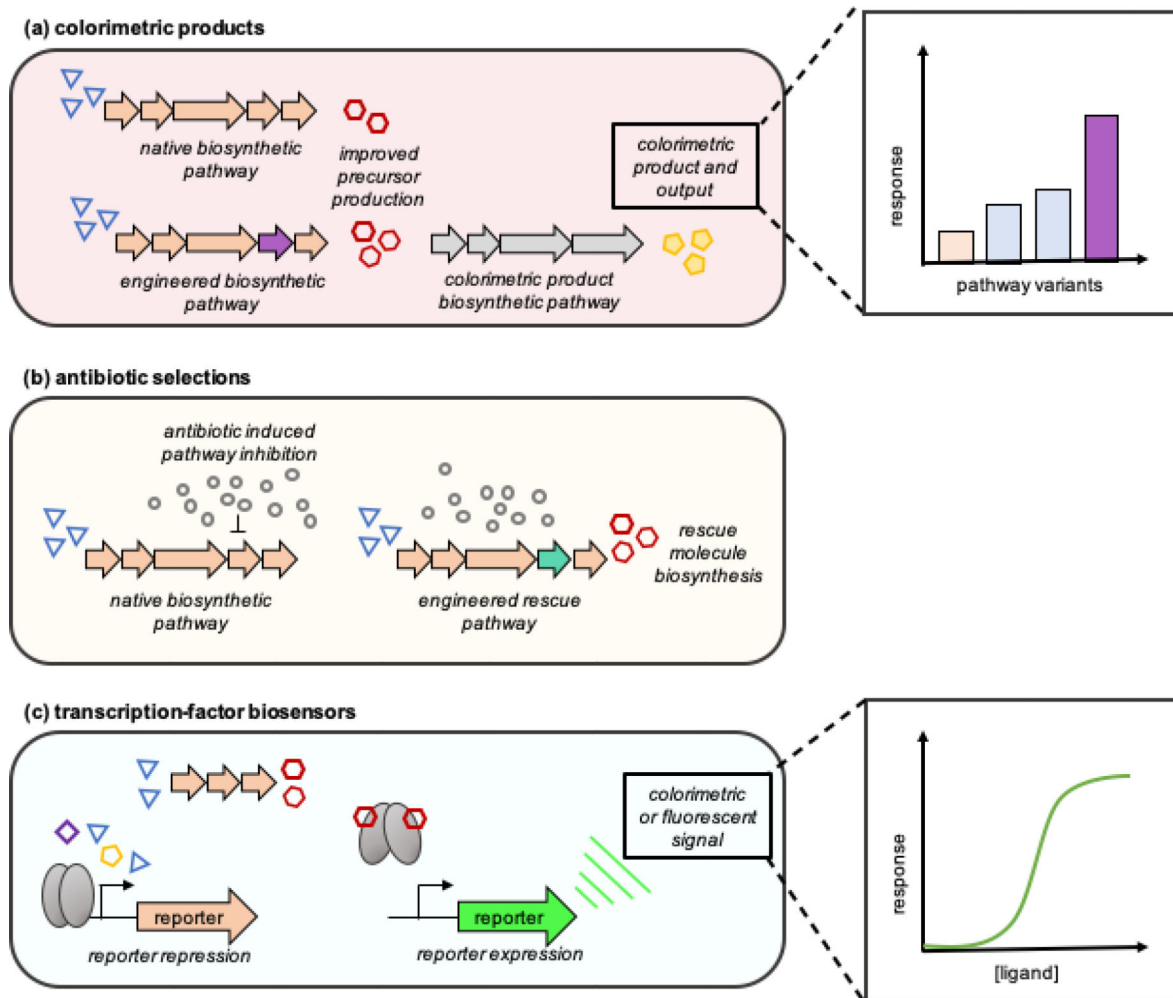 (a) colorimetric products
native biosynthetic
pathway
improved
precursor
production
engineered biosynthetic
pathway
colorimetric product
biosynthetic pathway
colorimetric
product and
output
response
pathway variants
(b) antibiotic selections
antibiotic induced
pathway inhibition
native biosynthetic
pathway
engineered rescue
pathway
rescue
molecule
biosynthesis
(c) transcription-factor biosensors
reporter
reporter repression
reporter
reporter expression
colorimetric
or fluorescent
signal
response
[ligand]